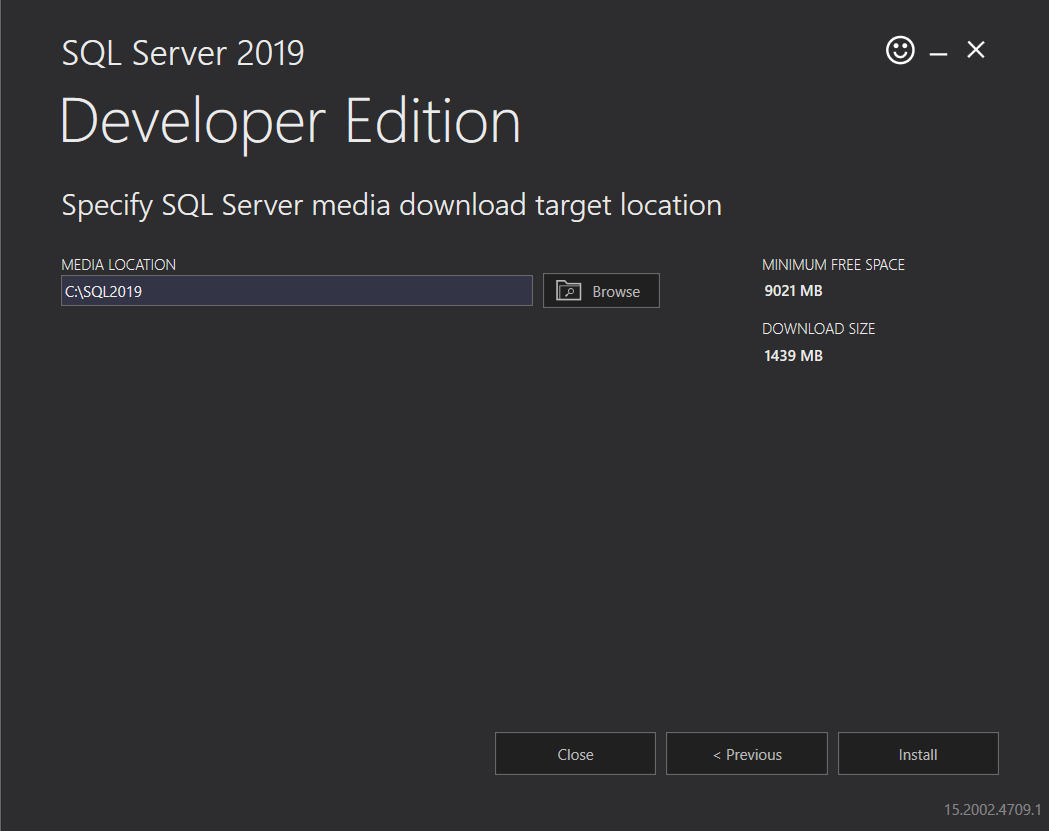 SQL Server 2019
Developer Edition
Specify SQL Server media download target location
MEDIA LOCATION
C:\SQL2019
Browse
MINIMUM FREE SPACE
9021 MB
DOWNLOAD SIZE
1439 MB
Close
< Previous
Install
15.2002.4709.1